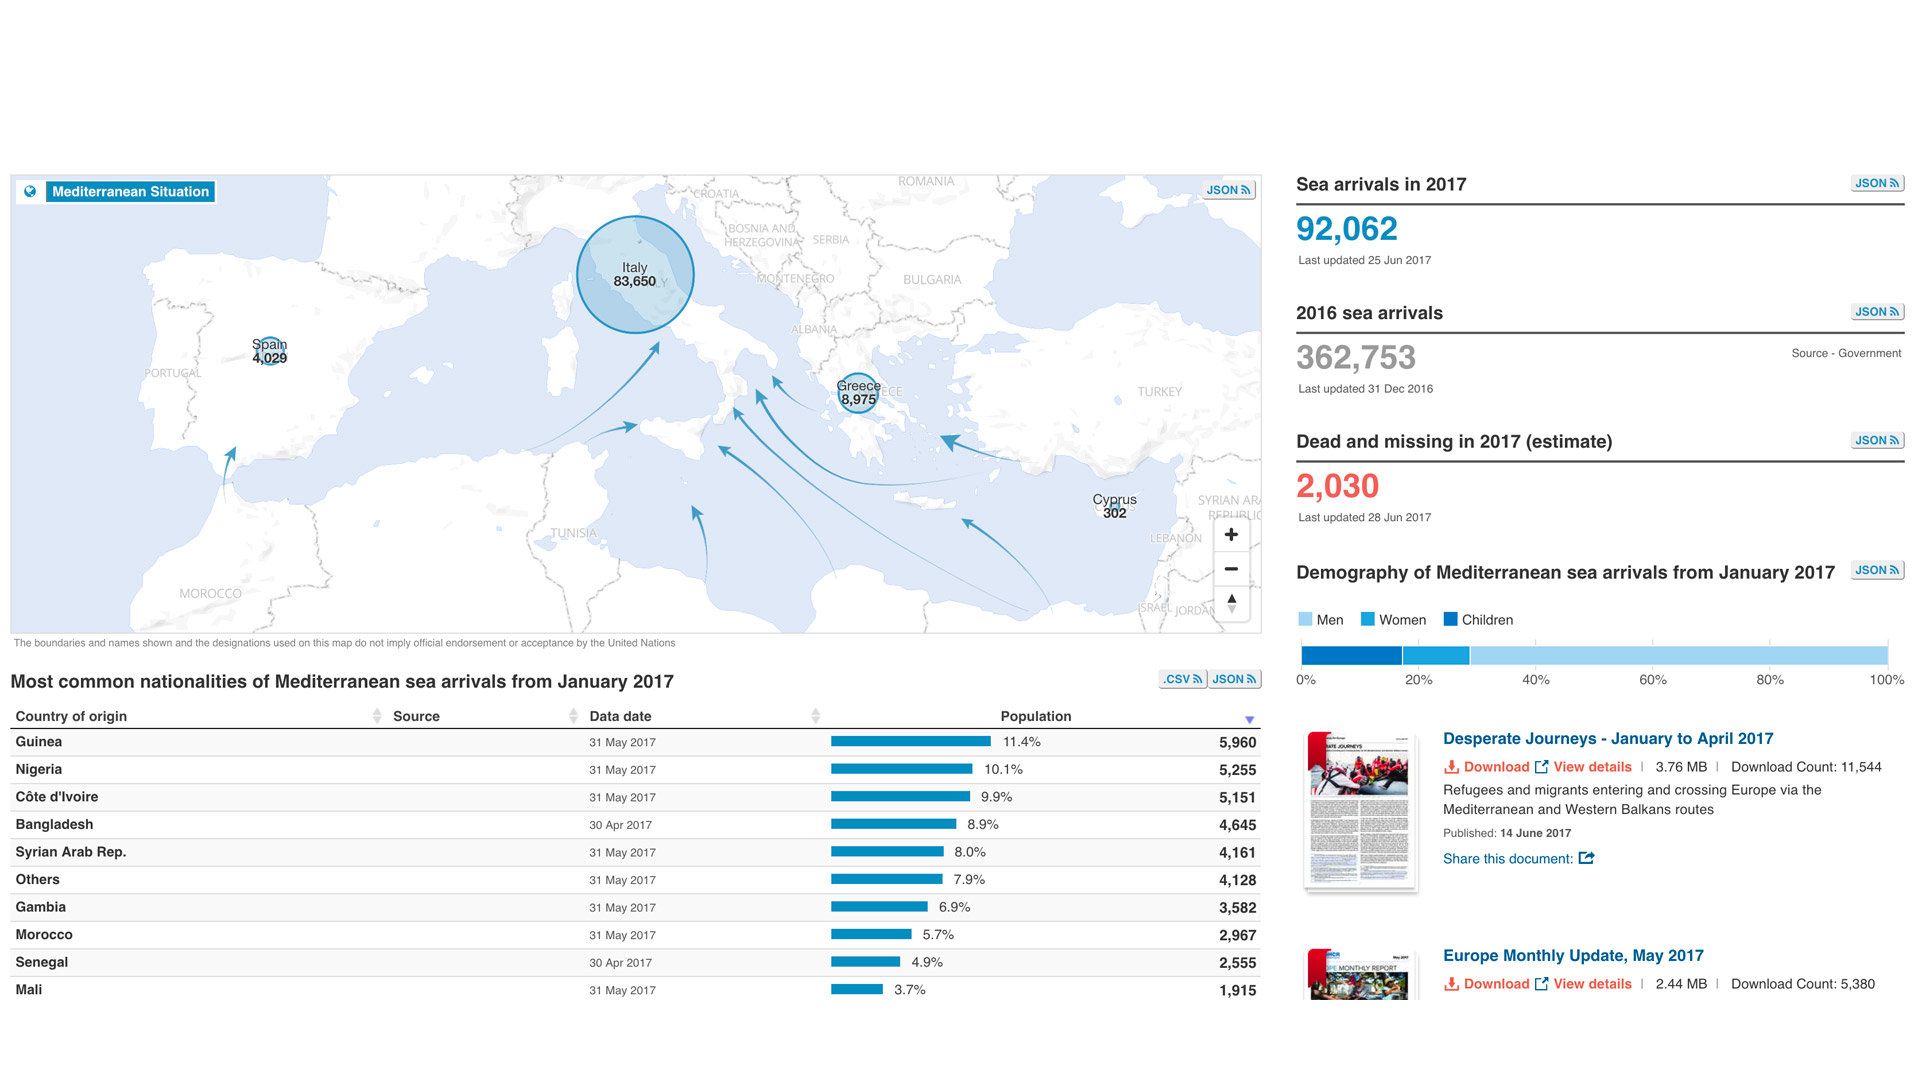 Mediterranean Situation
JSON
CROATIA
ROMANIA
BOSNIA AND
HERZEGOVINA
SERBIA
MONTENEGRO
BULGARIA
ALBANIA
Italy
83,650
Spain
4,029
PORTUGAL
Greece
8,975
TURKEY
Cyprus
302
SYRIAN
LEBANON
TUNISIA
MOROCCO
ISRAEL
JORDAN
+
−
The boundaries and names shown and the designations used on this map do not imply official endorsement or acceptance by the United Nations
Most common nationalities of Mediterranean sea arrivals from January 2017
.CSV JSON
Country of origin Source Data date Population
Guinea 31 May 2017 11.4% 5,960
Nigeria 31 May 2017 10.1% 5,255
Côte d'Ivoire 31 May 2017 9.9% 5,151
Bangladesh 30 Apr 2017 8.9% 4,645
Syrian Arab Rep. 31 May 2017 8.0% 4,161
Others 31 May 2017 7.9% 4,128
Gambia 31 May 2017 6.9% 3,582
Morocco 31 May 2017 5.7% 2,967
Senegal 30 Apr 2017 4.9% 2,555
Mali 31 May 2017 3.7% 1,915
Sea arrivals in 2017 JSON
92,062
Last updated 25 Jun 2017
2016 sea arrivals JSON
362,753 Source - Government
Last updated 31 Dec 2016
Dead and missing in 2017 (estimate) JSON
2,030
Last updated 28 Jun 2017
Demography of Mediterranean sea arrivals from January 2017 JSON
Men Women Children
0% 20% 40% 60% 80% 100%
Desperate Journeys - January to April 2017
Download View details | 3.76 MB | Download Count: 11,544
Refugees and migrants entering and crossing Europe via the
Mediterranean and Western Balkans routes
Published: 14 June 2017
Share this document:
Europe Monthly Update, May 2017
Download View details | 2.44 MB | Download Count: 5,380
MONTHLY REPORT